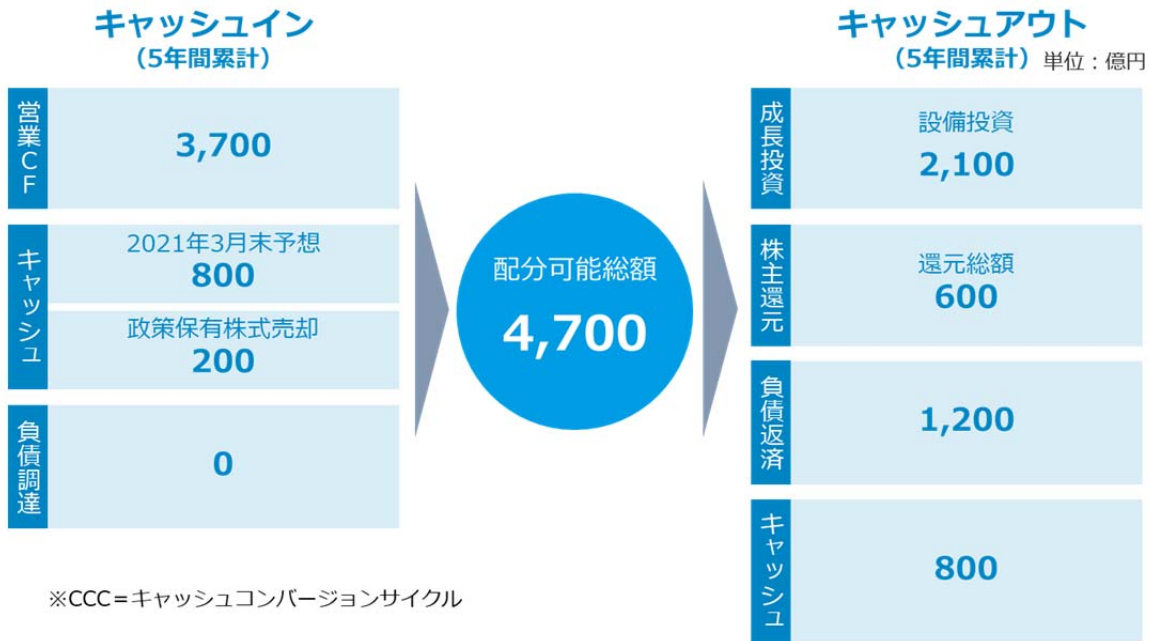 キャッシュイン
（5年間累計）
営業CF
3,700
キャッシュ
2021年3月末予想
800
政策保有株式売却
200
負債調達
0
※CCC＝キャッシュコンバージョンサイクル
配分可能総額
4,700
キャッシュアウト
（5年間累計）単位：億円
成長投資
設備投資
2,100
株主還元
還元総額
600
負債返済
1,200
キャッシュ
800